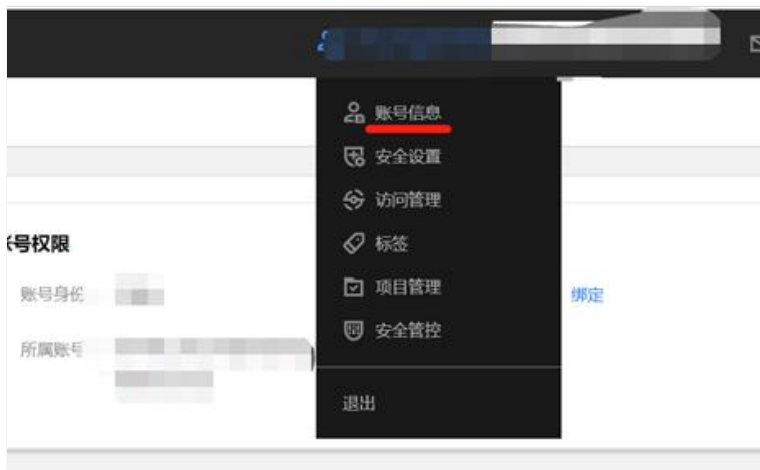 账号信息
安全设置
访问管理
标签
账号权限
项目管理
账号身份
绑定
安全管控
所属账号
退出